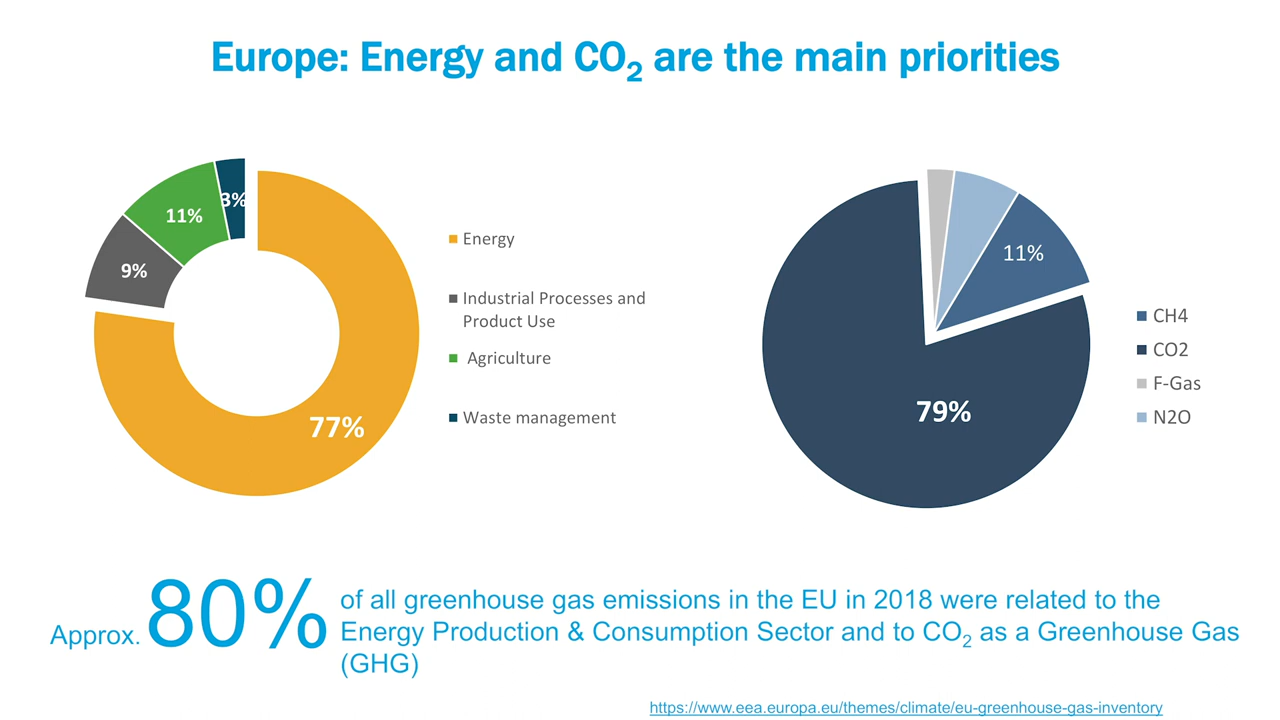 Europe: Energy and CO₂ are the main priorities
3%
11%
9%
77%
Energy
Industrial Processes and
Product Use
Agriculture
Waste management
11%
79%
CH4
CO2
F-Gas
N2O
Approx. 80%
of all greenhouse gas emissions in the EU in 2018 were related to the
Energy Production & Consumption Sector and to CO₂ as a Greenhouse Gas
(GHG)
https://www.eea.europa.eu/themes/climate/eu-greenhouse-gas-inventory